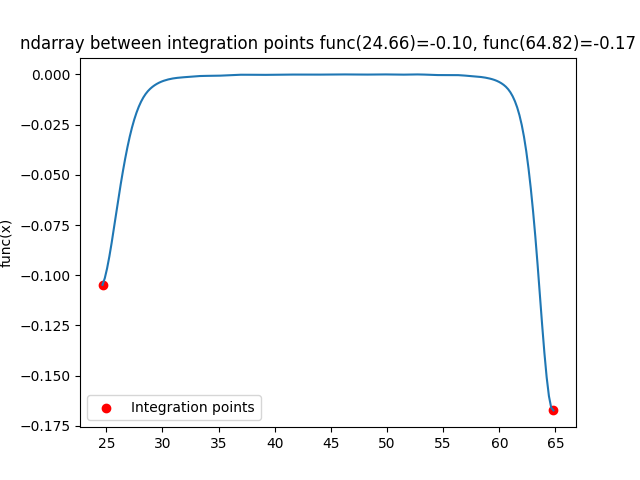 ndarray between integration points func(24.66)=-0.10, func(64.82)=-0.17
0.000
−0.025
−0.050
−0.075
−0.100
−0.125
−0.150
−0.175
func(x)
Integration points
25 30 35 40 45 50 55 60 65